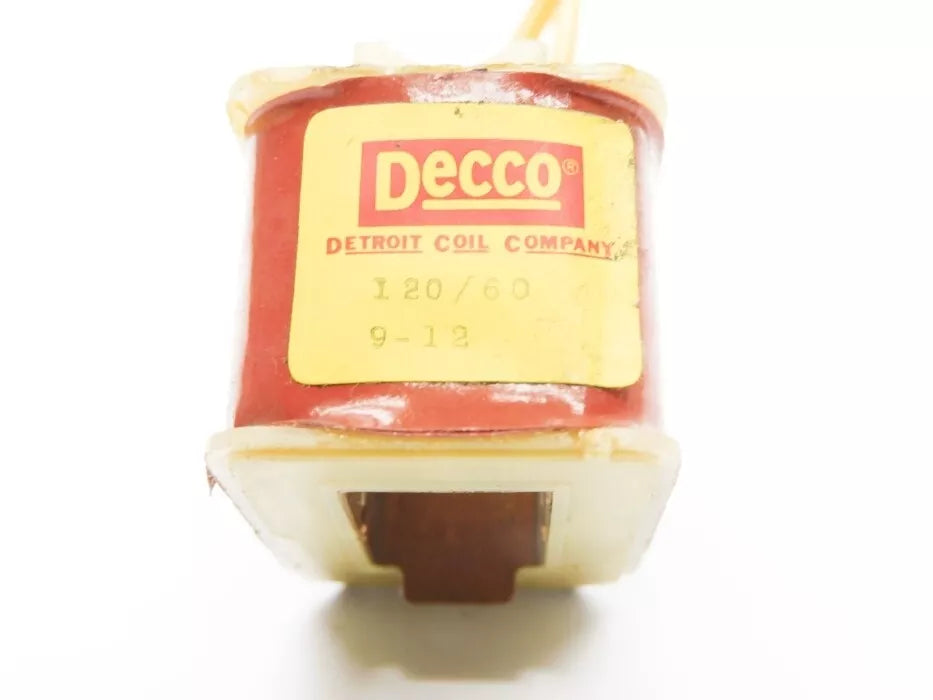 Decco®
DETROIT COIL COMPANY
120/60
9-12